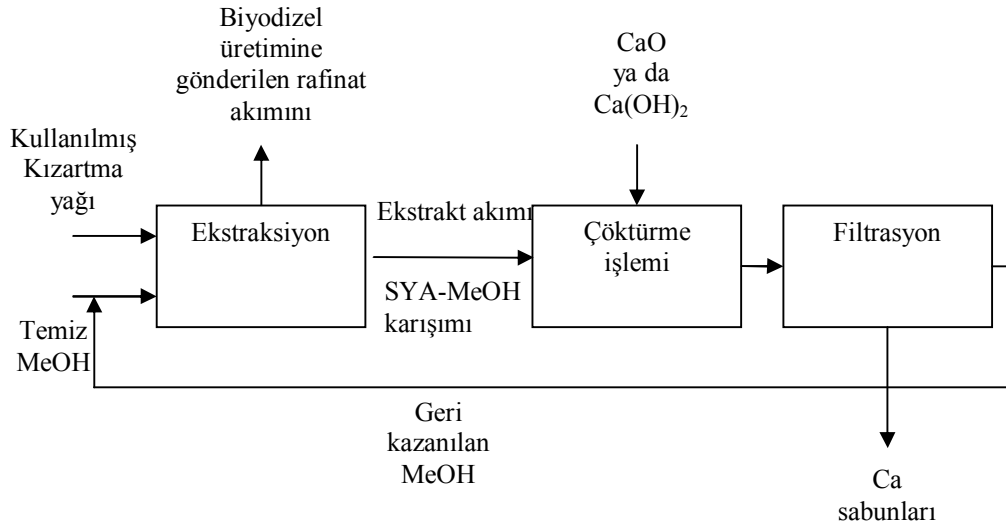 Biyodizel
üretimine
gönderilen rafinat
akımını
CaO
ya da
Ca(OH)2
Kullanılmış
Kızartma
yağı
Ekstraksiyon
Ekstrakt akımı
SYA-MeOH
karışımı
Çöktürme
işlemi
Filtrasyon
Temiz
MeOH
Geri
kazanılan
MeOH
Ca
sabunları